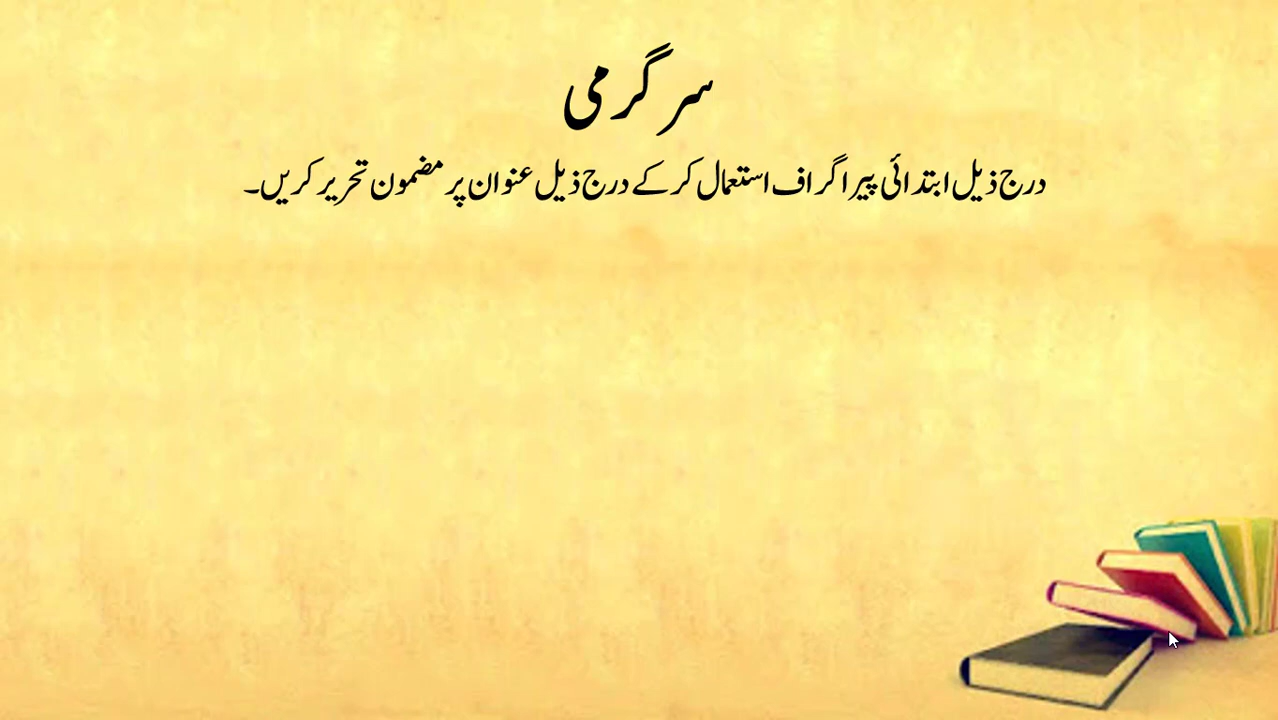 سرگرمی
درج ذیل ابتدائی پیراگراف استعمال کر کے درج ذیل عنوان پر مضمون تحریر کریں۔